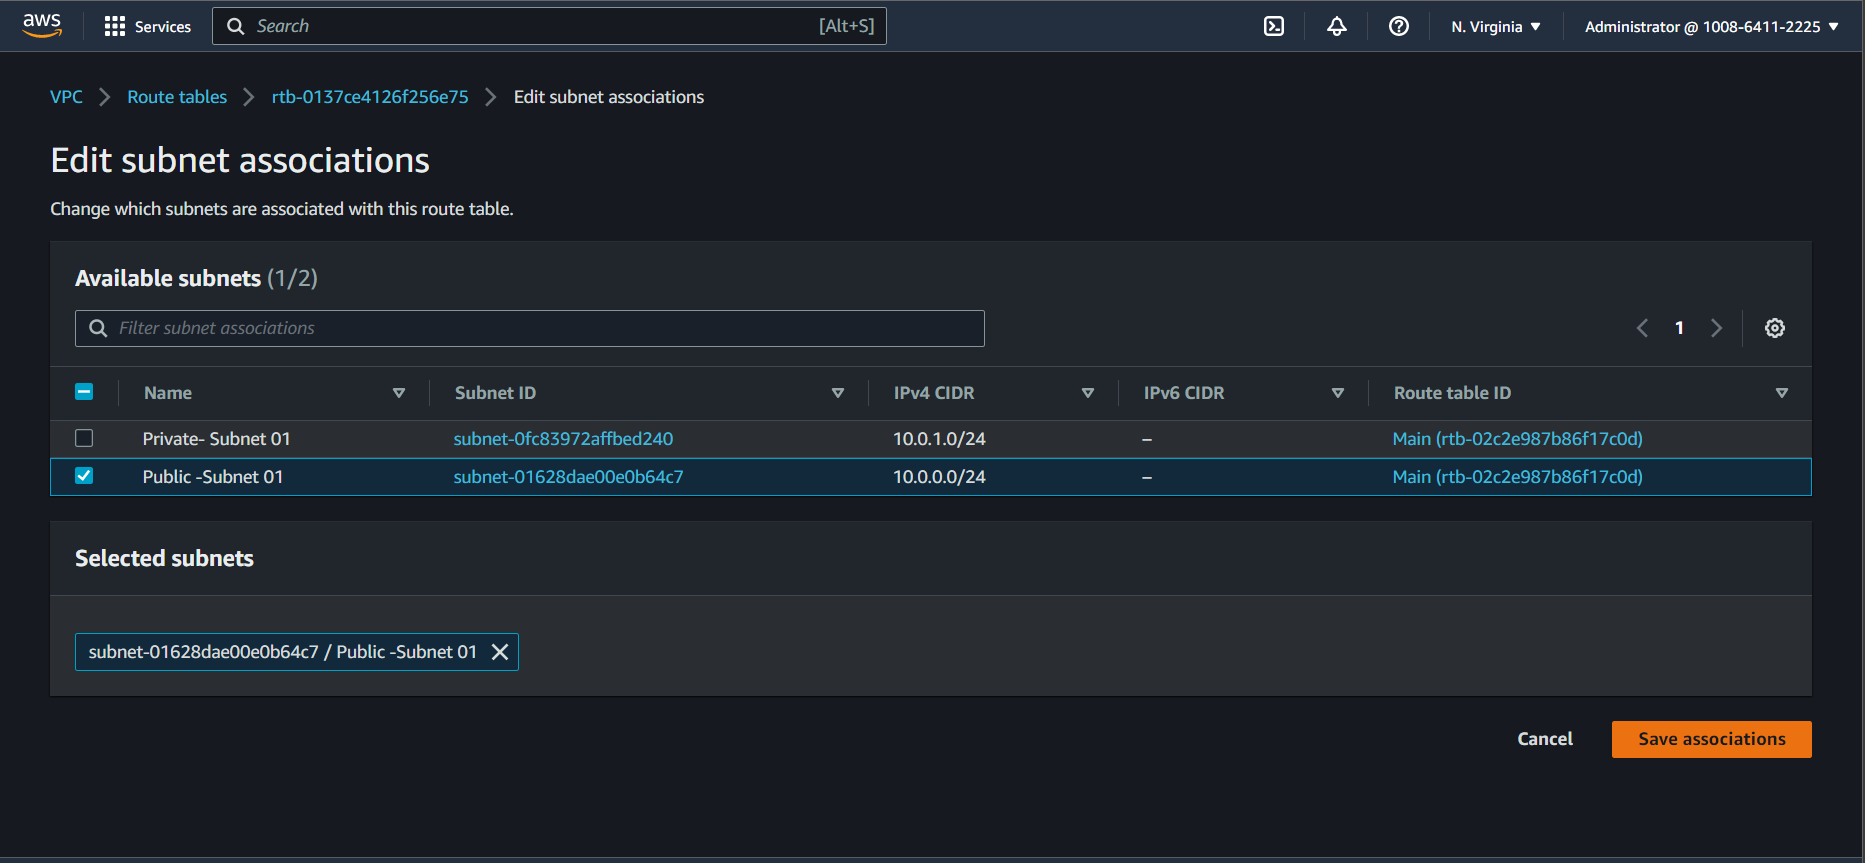 aws Services Search [Alt+S] N. Virginia Administrator @ 1008-6411-2225
VPC Route tables rtb-0137ce4126f256e75 Edit subnet associations
Edit subnet associations
Change which subnets are associated with this route table.
Available subnets (1/2)
Filter subnet associations 1
Name Subnet ID IPv4 CIDR IPv6 CIDR Route table ID
Private- Subnet 01 subnet-0fc83972affbed240 10.0.1.0/24 – Main (rtb-02c2e987b86f17c0d)
Public -Subnet 01 subnet-01628dae00e0b64c7 10.0.0.0/24 – Main (rtb-02c2e987b86f17c0d)
Selected subnets
subnet-01628dae00e0b64c7 / Public -Subnet 01
Cancel Save associations